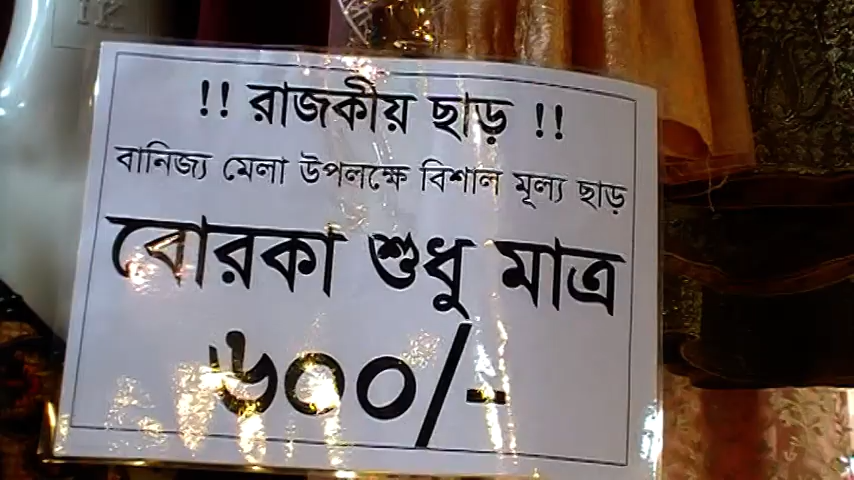 !! রাজকীয় ছাড় !!
বানিজ্য মেলা উপলক্ষে বিশাল মূল্য ছাড়
বোরকা শুধু মাত্র
৬০০/-